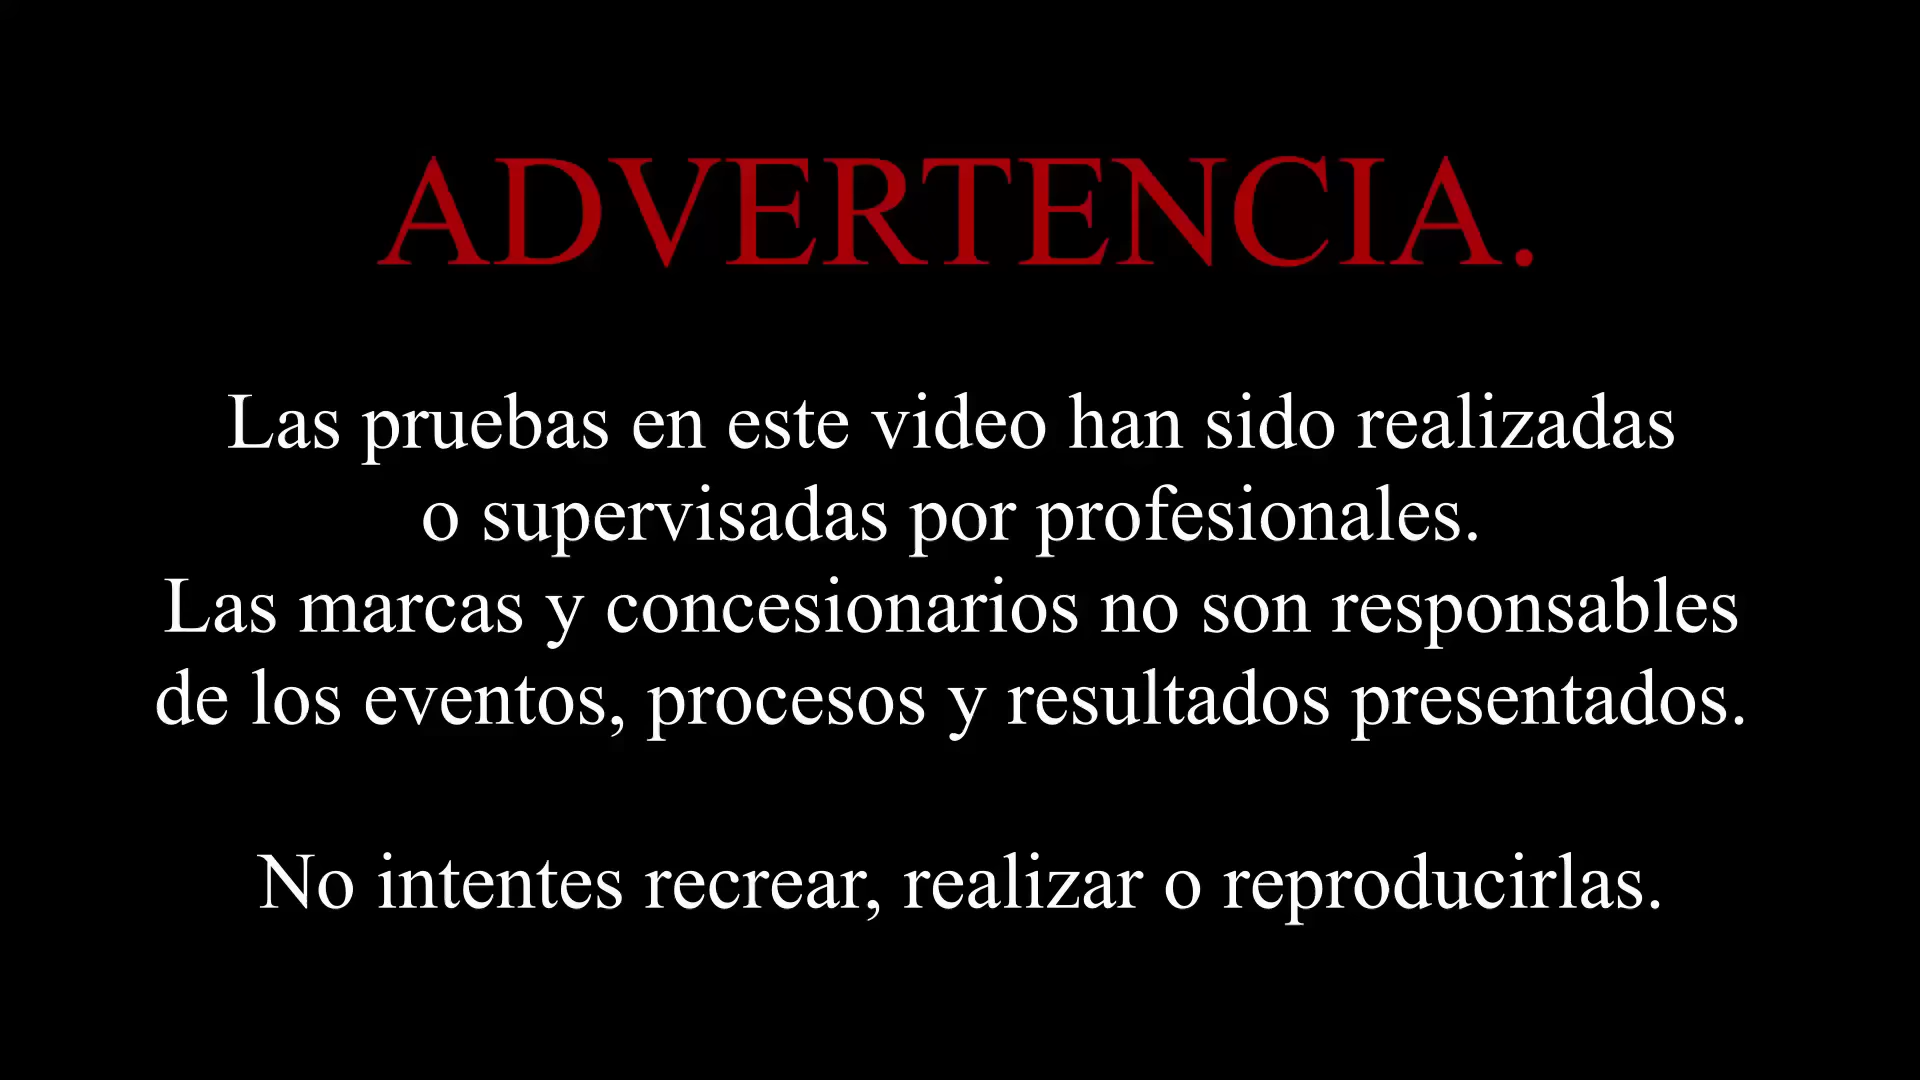 ADVERTENCIA.
Las pruebas en este video han sido realizadas
o supervisadas por profesionales.
Las marcas y concesionarios no son responsables
de los eventos, procesos y resultados presentados.
No intentes recrear, realizar o reproducirlas.